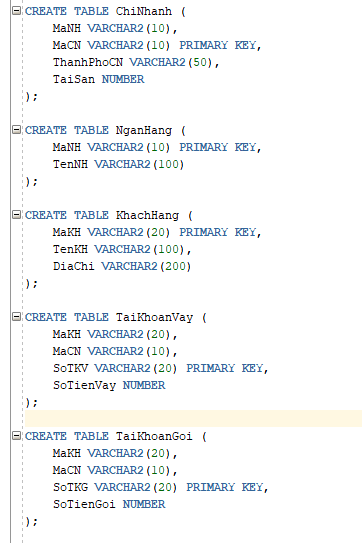 CREATE TABLE ChiNhanh (
MaNH VARCHAR2(10),
MaCN VARCHAR2(10) PRIMARY KEY,
ThanhPhoCN VARCHAR2(50),
TaiSan NUMBER
);
CREATE TABLE NganHang (
MaNH VARCHAR2(10) PRIMARY KEY,
TenNH VARCHAR2(100)
);
CREATE TABLE KhachHang (
MaKH VARCHAR2(20) PRIMARY KEY,
TenKH VARCHAR2(100),
DiaChi VARCHAR2(200)
);
CREATE TABLE TaiKhoanVay (
MaKH VARCHAR2(20),
MaCN VARCHAR2(10),
SoTKV VARCHAR2(20) PRIMARY KEY,
SoTienVay NUMBER
);
CREATE TABLE TaiKhoanGoi (
MaKH VARCHAR2(20),
MaCN VARCHAR2(10),
SoTKG VARCHAR2(20) PRIMARY KEY,
SoTienGoi NUMBER
);